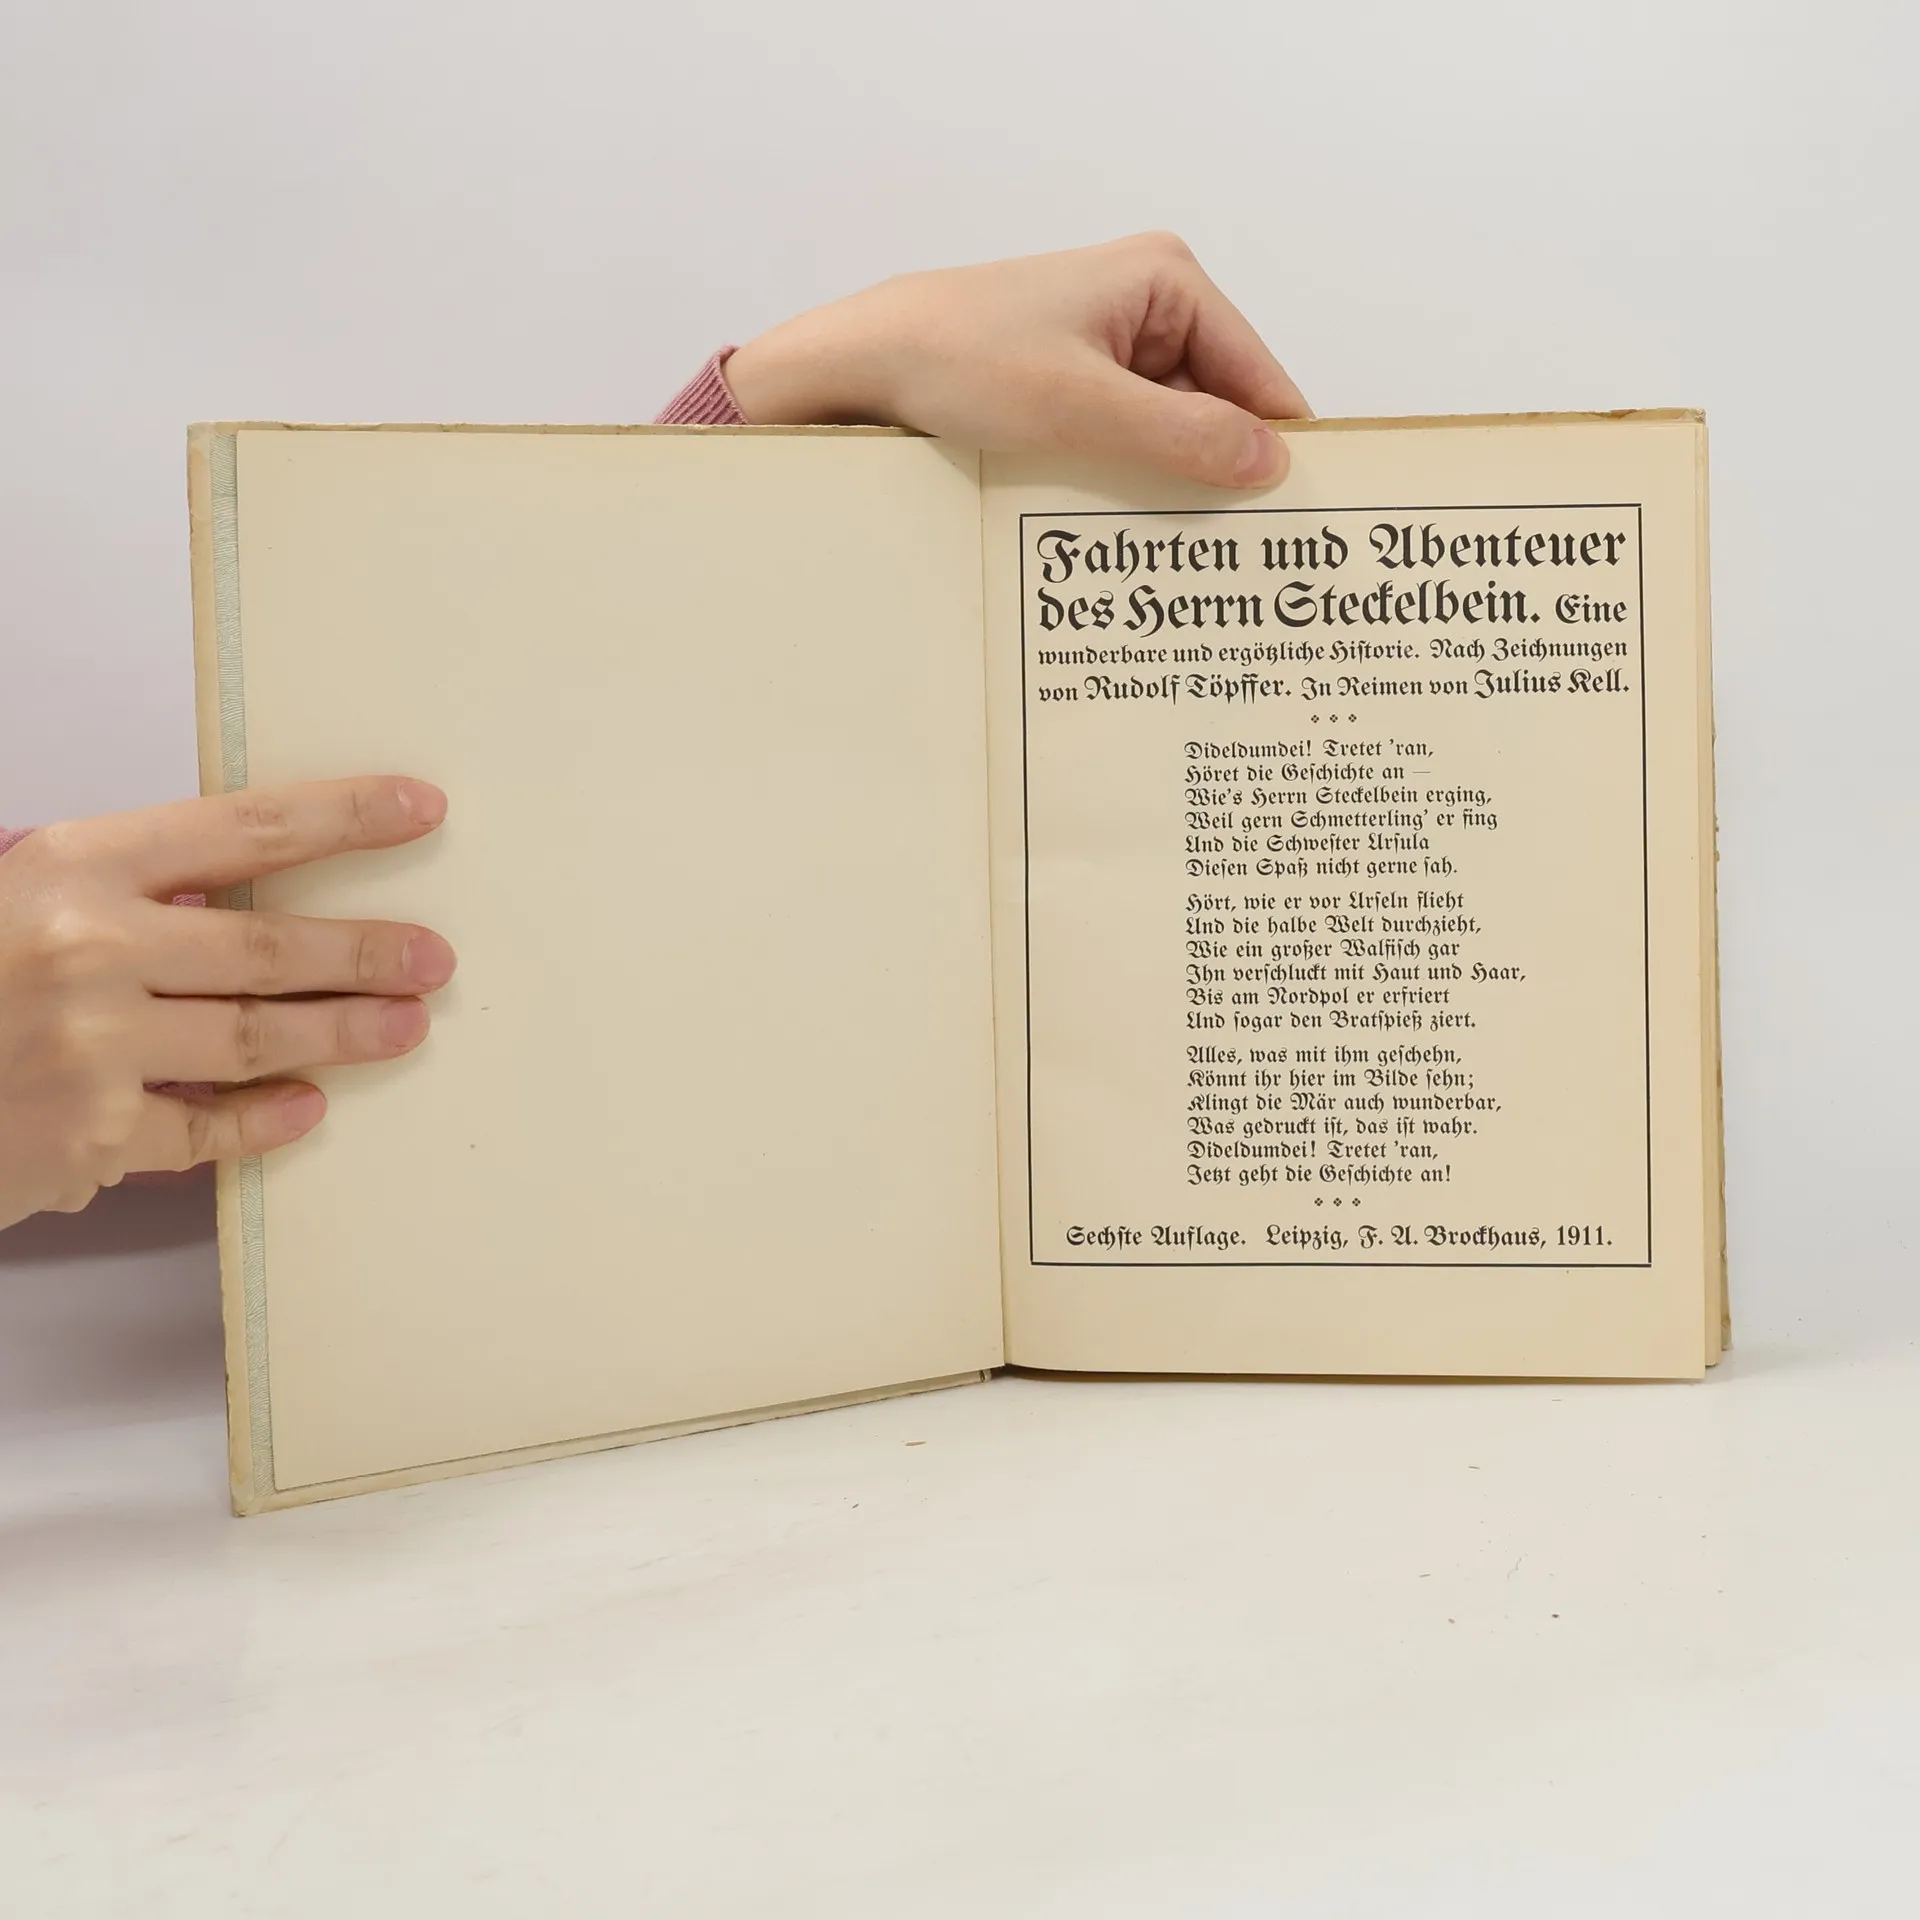 Fahrten und Abenteuer
des Herrn Steckelbein. Eine
wunderbare und ergötzliche Historie. Nach Zeichnungen
von Rudolf Töpffer. In Reimen von Julius Kell.
Dideldumdei! Tretet 'ran,
Höret die Geschichte an —
Wie's Herrn Steckelbein erging,
Weil gern Schmetterling' er fing
Und die Schwester Ursula
Diesen Spaß nicht gerne sah.
Hört, wie er vor Urseln flieht
Und die halbe Welt durchzieht,
Wie ein großer Walfisch gar
Ihn verschluckt mit Haut und Haar,
Bis am Nordpol er erfriert
Und sogar den Bratspieß ziert.
Alles, was mit ihm geschehn,
Könnt ihr hier im Bilde sehn;
Klingt die Mär auch wunderbar,
Was gedruckt ist, das ist wahr.
Dideldumdei! Tretet 'ran,
Jetzt geht die Geschichte an!
Sechste Auflage. Leipzig, F. A. Brockhaus, 1911.